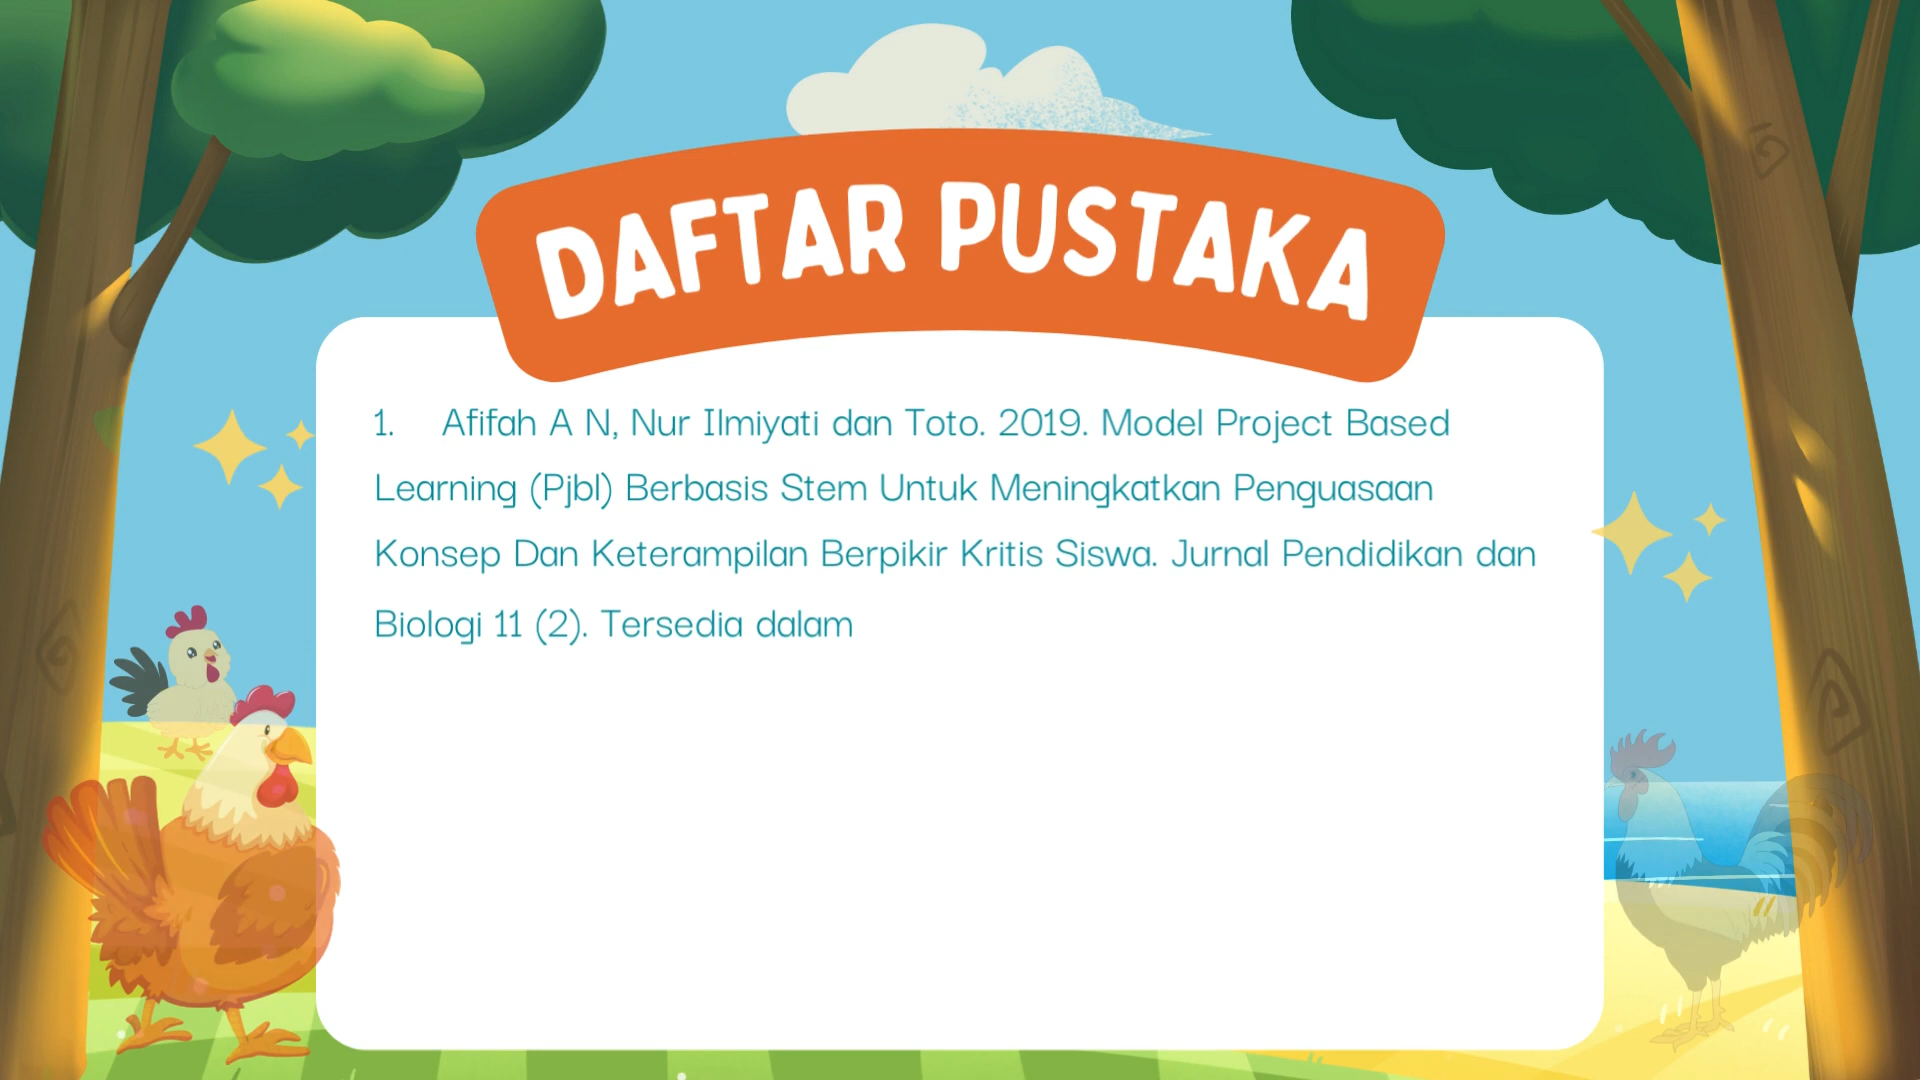 DAFTAR PUSTAKA
1. Afifah A N, Nur Ilmiyati dan Toto. 2019. Model Project Based
Learning (Pjbl) Berbasis Stem Untuk Meningkatkan Penguasaan
Konsep Dan Keterampilan Berpikir Kritis Siswa. Jurnal Pendidikan dan
Biologi 11 (2). Tersedia dalam